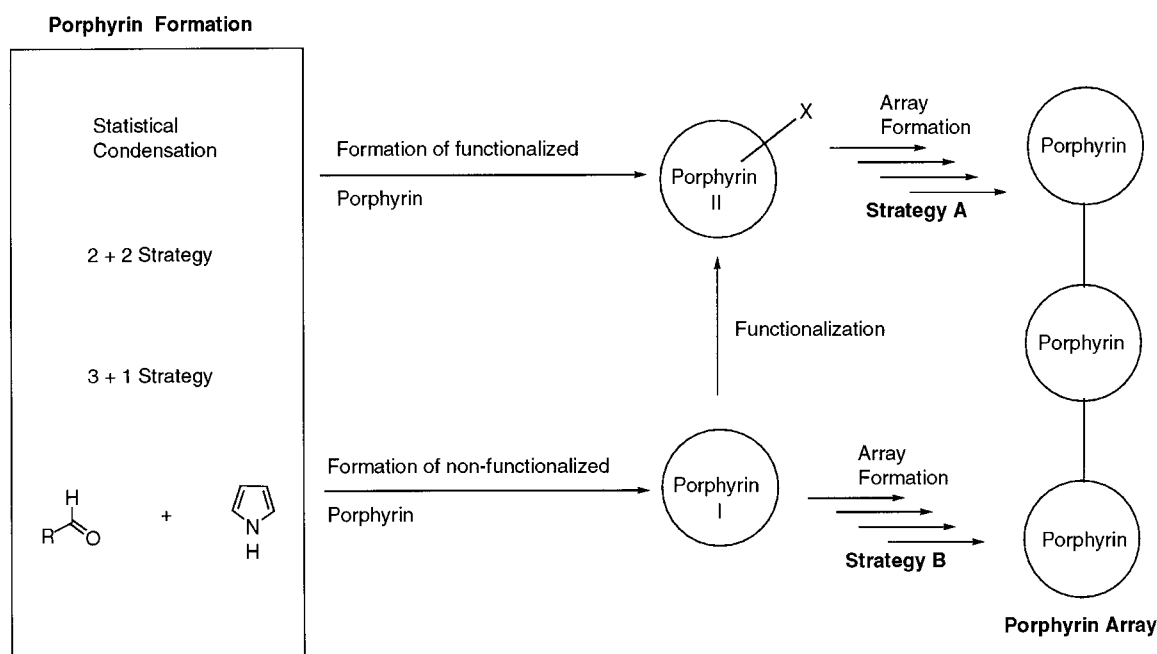 Porphyrin Formation
Statistical
Condensation
2 + 2 Strategy
3 + 1 Strategy
H
R
O
+
N
H
Formation of functionalized
Porphyrin
Formation of non-functionalized
Porphyrin
X
Porphyrin
II
Functionalization
Porphyrin
I
Array
Formation
Strategy A
Array
Formation
Strategy B
Porphyrin
Porphyrin
Porphyrin
Porphyrin Array